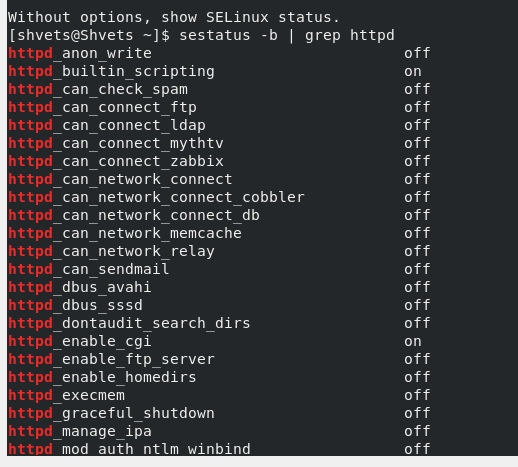 Without options, show SELinux status.
[shvets@Shvets ~]$ sestatus -b | grep httpd
httpd_anon_write off
httpd_builtin_scripting on
httpd_can_check_spam off
httpd_can_connect_ftp off
httpd_can_connect_ldap off
httpd_can_connect_mythtv off
httpd_can_connect_zabbix off
httpd_can_network_connect off
httpd_can_network_connect_cobbler off
httpd_can_network_connect_db off
httpd_can_network_memcache off
httpd_can_network_relay off
httpd_can_sendmail off
httpd_dbus_avahi off
httpd_dbus_sssd off
httpd_dontaudit_search_dirs off
httpd_enable_cgi on
httpd_enable_ftp_server off
httpd_enable_homedirs off
httpd_execmem off
httpd_graceful_shutdown off
httpd_manage_ipa off
httpd_mod_auth_ntlm_winbind off